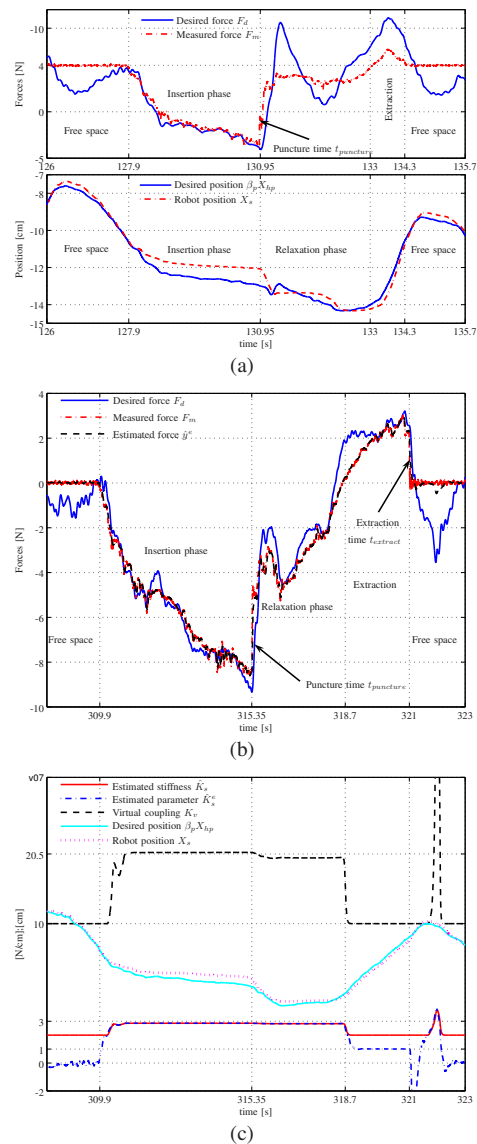 Desired force F_d
Measured force F_m
-10
4
0
-5
Forces [N]
Insertion phase
Extraction
Free space
Puncture time t_puncture
Free space
126 127.9 130.95 133 134.3 135.7
Desired position β_p X_hp
Robot position X_s
-7
-10
-12
-14
-15
Position [cm]
Free space
Insertion phase
Relaxation phase
Free space
126 127.9 130.95 133 134.3 135.7
time [s]
(a)
Desired force F_d
Measured force F_m
Estimated force ŷ^e
4
2
0
-2
-4
-6
-8
-10
Forces [N]
Insertion phase
Extraction
time t_extract
Relaxation phase
Extraction
Free space
Free space
Puncture time t_puncture
309.9 315.35 318.7 321 323
time [s]
(b)
Estimated stiffness K̂_s
Estimated parameter K̂_s^e
Virtual coupling K_v
Desired position β_p X_hp
Robot position X_s
v07
20.5
10
3
1
0
-2
[N/cm];[cm]
309.9 315.35 318.7 321 323
time [s]
(c)